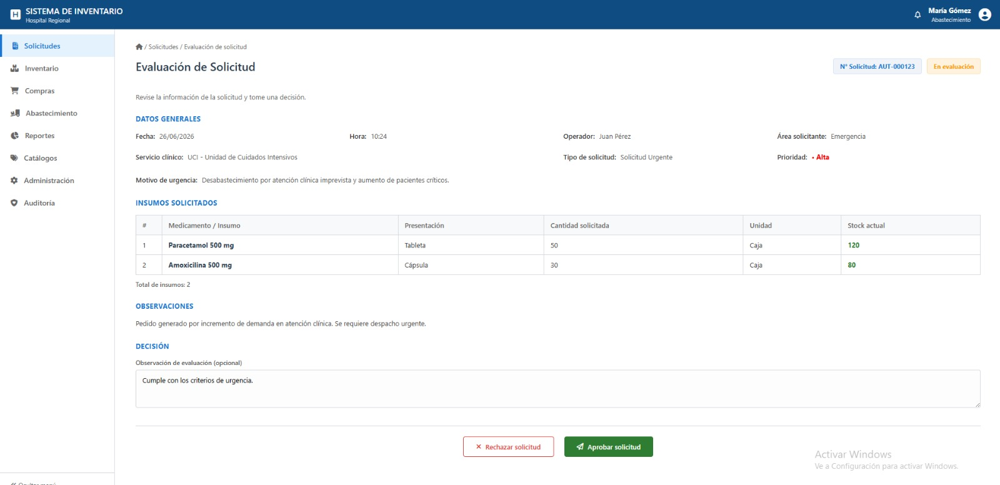 SISTEMA DE INVENTARIO
Hospital Regional
María Gómez
Abastecimiento
Solicitudes
Inventario
Compras
Abastecimiento
Reportes
Catálogos
Administración
Auditoría
/ Solicitudes / Evaluación de solicitud
Evaluación de Solicitud
N° Solicitud: AUT-000123 En evaluación
Revise la información de la solicitud y tome una decisión.
DATOS GENERALES
Fecha: 26/06/2026 Hora: 10:24 Operador: Juan Pérez Área solicitante: Emergencia
Servicio clínico: UCI - Unidad de Cuidados Intensivos Tipo de solicitud: Solicitud Urgente Prioridad: • Alta
Motivo de urgencia: Desabastecimiento por atención clínica imprevista y aumento de pacientes críticos.
INSUMOS SOLICITADOS
# Medicamento / Insumo Presentación Cantidad solicitada Unidad Stock actual
1 Paracetamol 500 mg Tableta 50 Caja 120
2 Amoxicilina 500 mg Cápsula 30 Caja 80
Total de insumos: 2
OBSERVACIONES
Pedido generado por incremento de demanda en atención clínica. Se requiere despacho urgente.
DECISIÓN
Observación de evaluación (opcional)
Cumple con los criterios de urgencia.
Rechazar solicitud Aprobar solicitud
Activar Windows
Ve a Configuración para activar Windows.
Ocultar menú